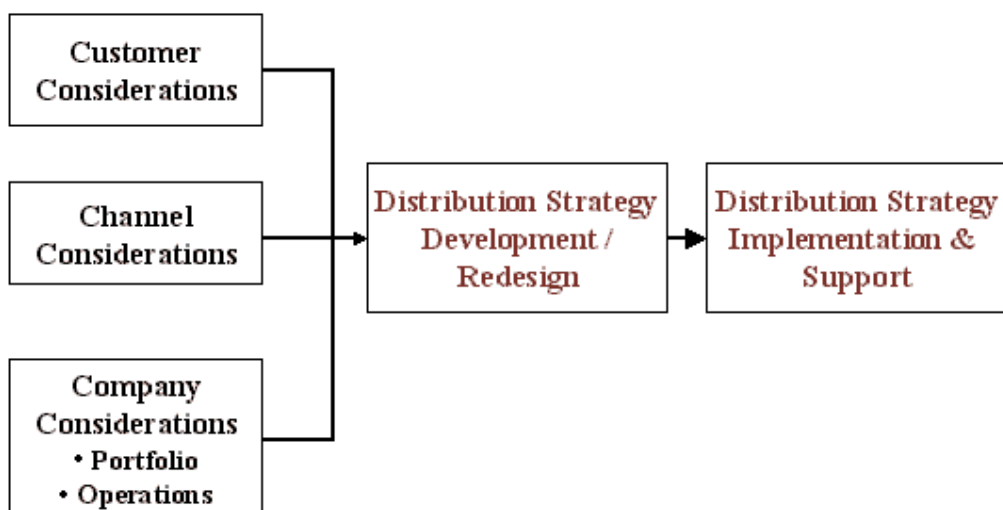 Customer
Considerations
Channel
Considerations
Company
Considerations
• Portfolio
• Operations
Distribution Strategy
Development /
Redesign
Distribution Strategy
Implementation &
Support